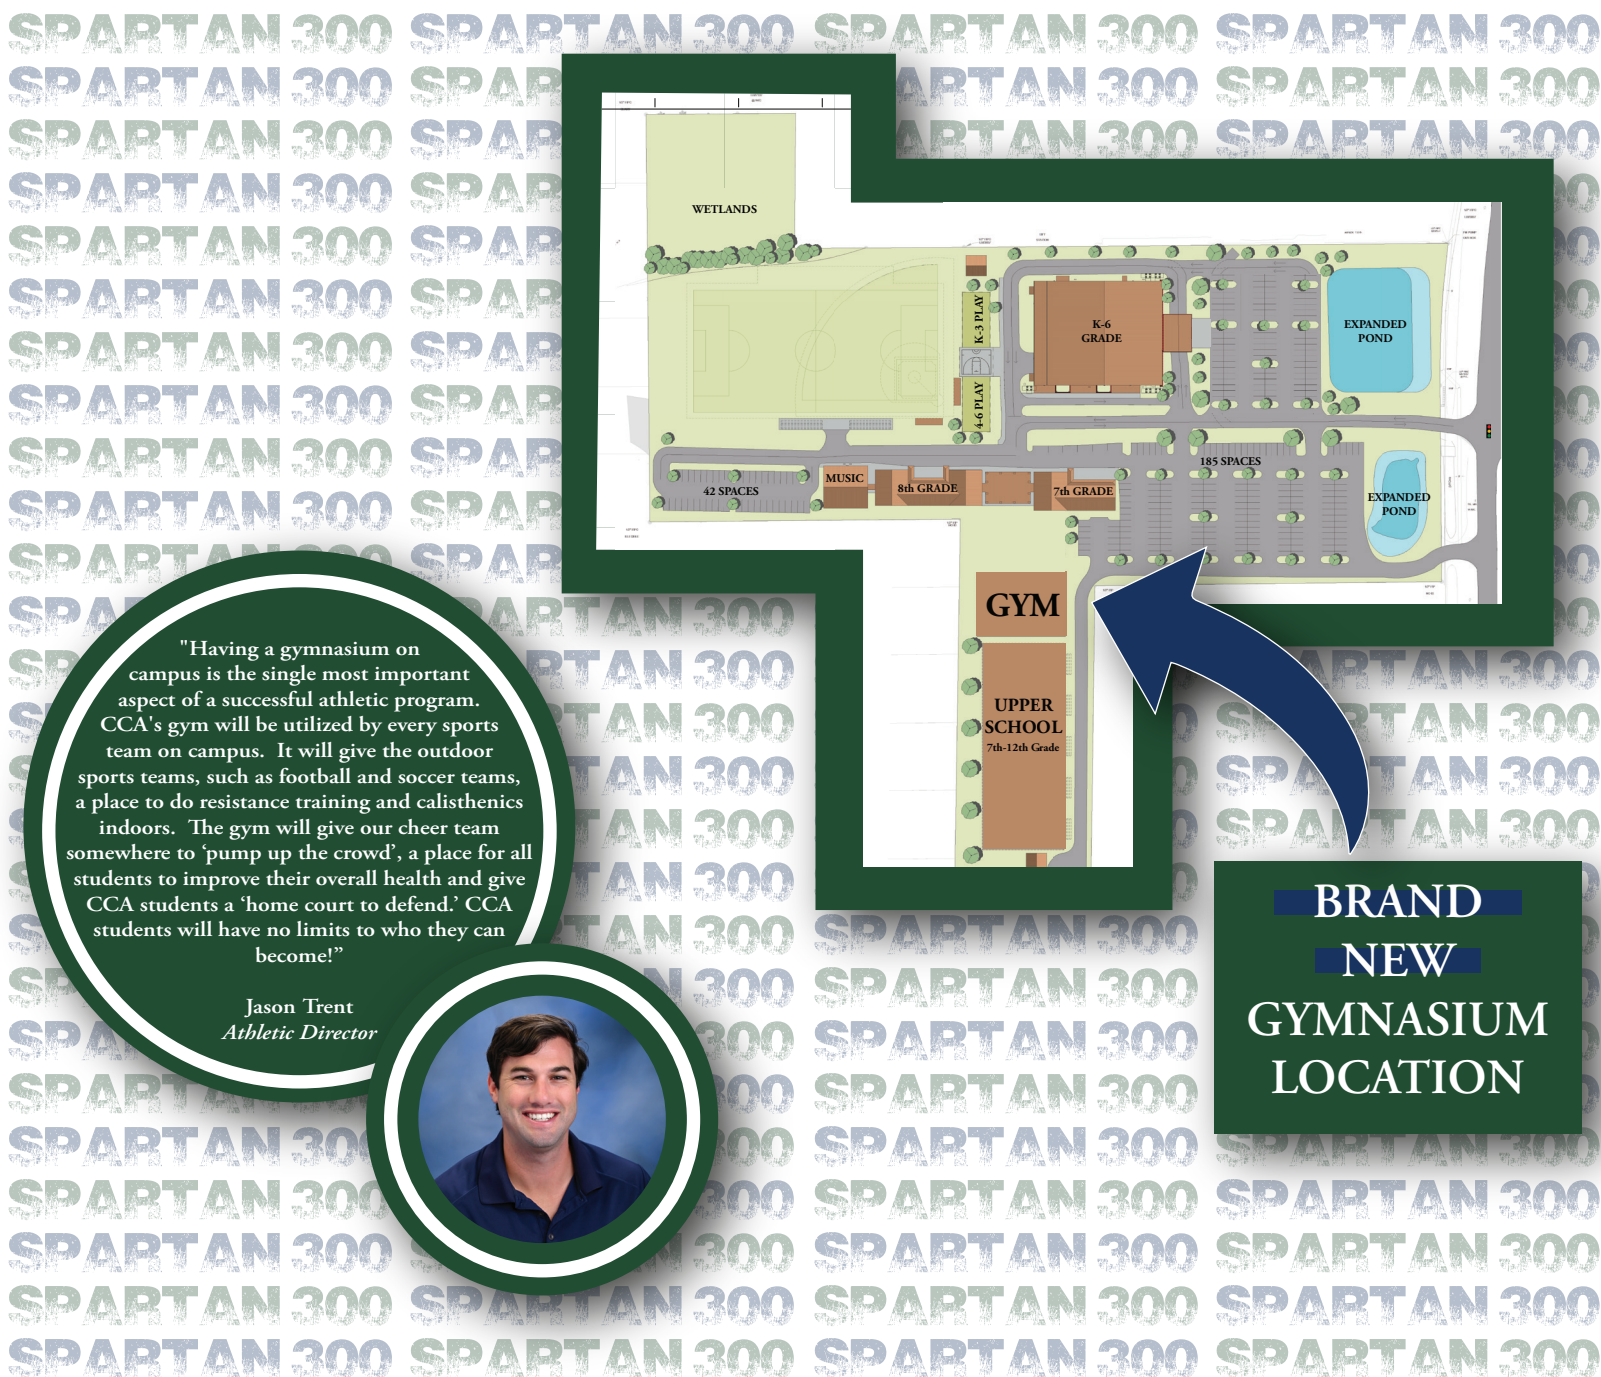 SPARTAN 300 SPARTAN 300 SPARTAN 300 SPARTAN 300
WETLANDS
K-3 PLAY
4-6 PLAY
K-6
GRADE
EXPANDED
POND
185 SPACES
42 SPACES
MUSIC
8th GRADE
7th GRADE
EXPANDED
POND
GYM
UPPER
SCHOOL
7th-12th Grade
"Having a gymnasium on
campus is the single most important
aspect of a successful athletic program.
CCA's gym will be utilized by every sports
team on campus.  It will give the outdoor
sports teams, such as football and soccer teams,
a place to do resistance training and calisthenics
indoors.  The gym will give our cheer team
somewhere to ‘pump up the crowd’, a place for all
students to improve their overall health and give
CCA students a ‘home court to defend.’ CCA
students will have no limits to who they can
become!”
Jason Trent
Athletic Director
BRAND
NEW
GYMNASIUM
LOCATION